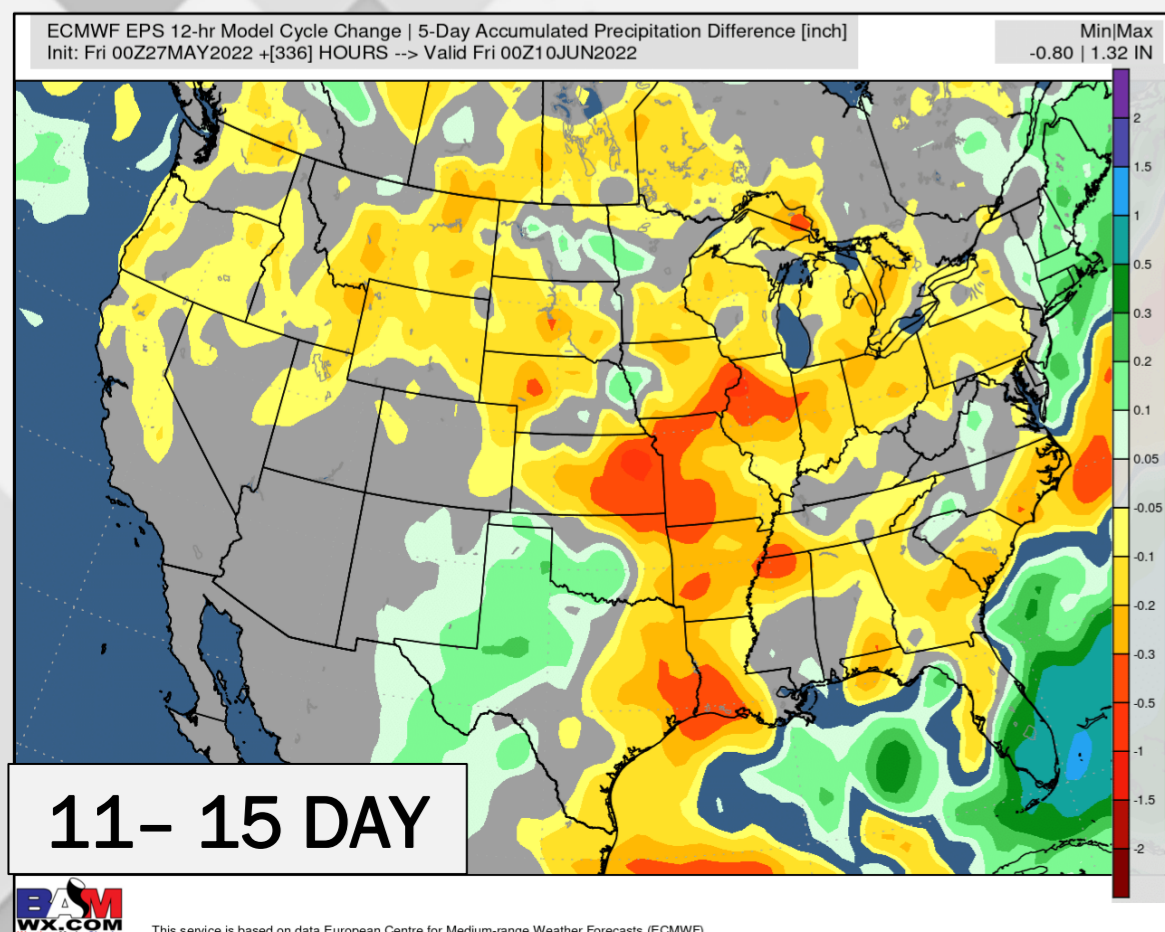 ECMWF EPS 12-hr Model Cycle Change | 5-Day Accumulated Precipitation Difference [inch]
Init: Fri 00Z27MAY2022 +[336] HOURS --> Valid Fri 00Z10JUN2022
Min|Max
-0.80 | 1.32 IN
2
1.5
1
0.5
0.3
0.2
0.1
0.05
-0.05
-0.1
-0.2
-0.3
-0.5
-1
-1.5
-2
11– 15 DAY
BAM
WX.COM
This service is based on data European Centre for Medium-range Weather Forecasts (ECMWF)